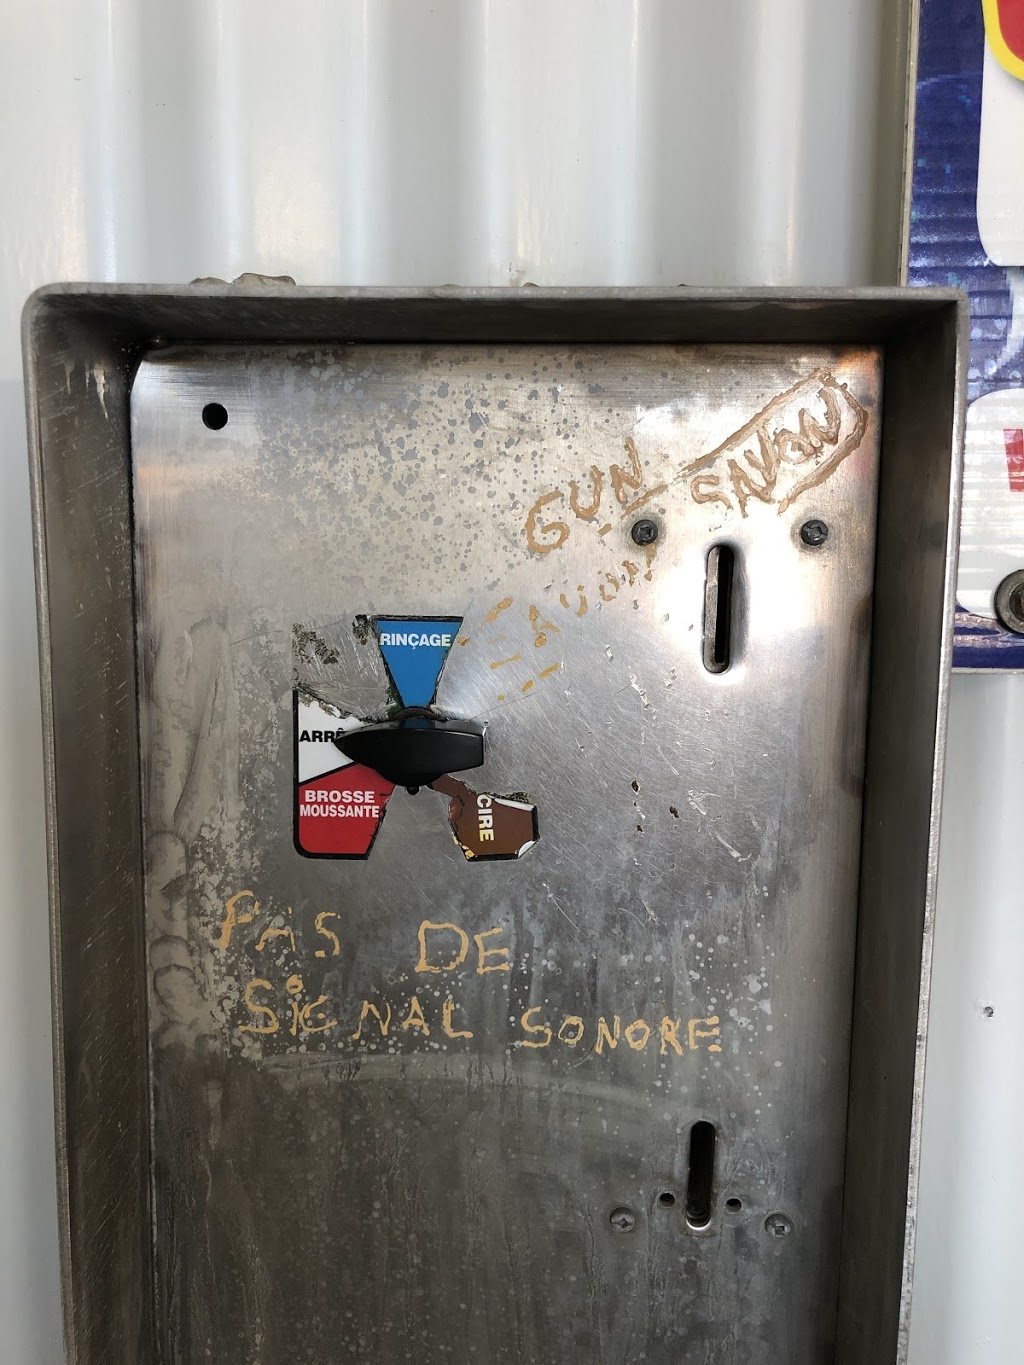 GUN SAVON
SAVON
RINÇAGE
ARRÊ
BROSSE
MOUSSANTE
CIRE
PAS DE
SIGNAL SONORE